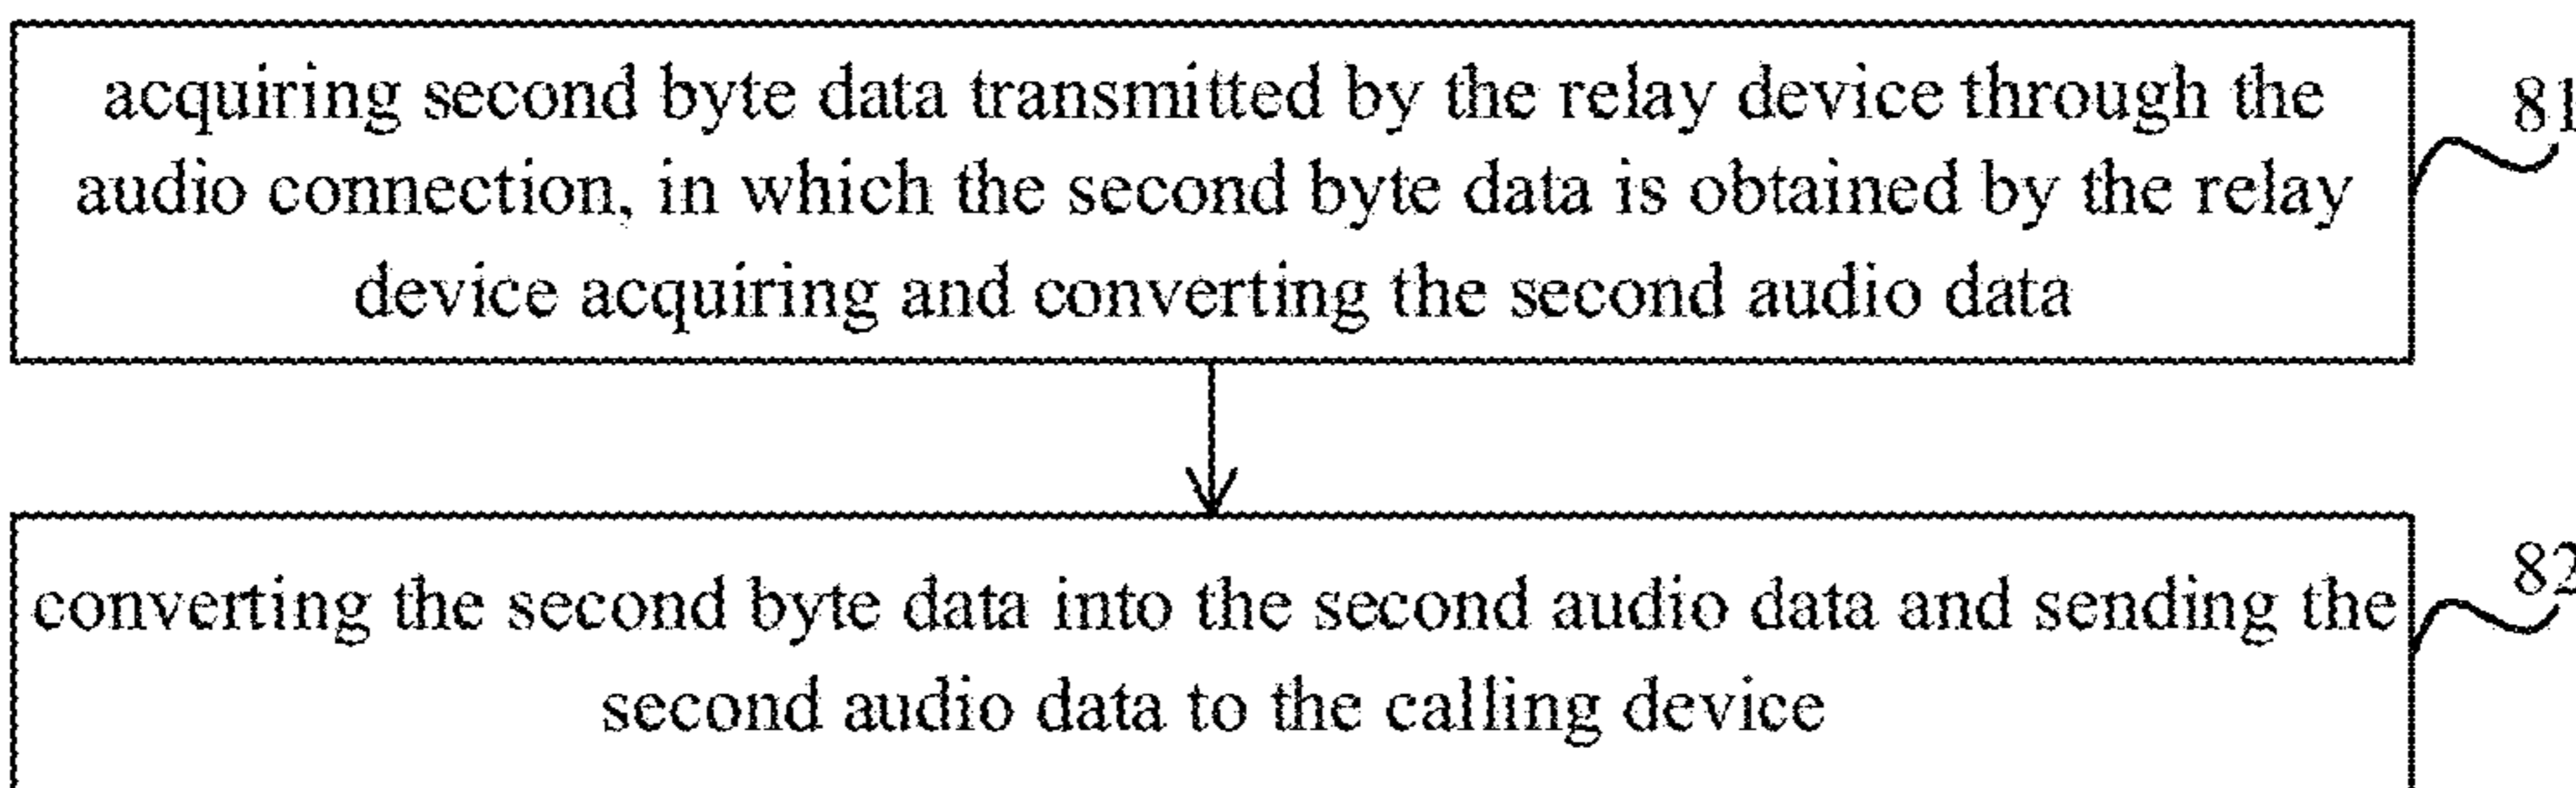 acquiring second byte data transmitted by the relay device through the
audio connection, in which the second byte data is obtained by the relay
device acquiring and converting the second audio data
81
converting the second byte data into the second audio data and sending the
second audio data to the calling device
82